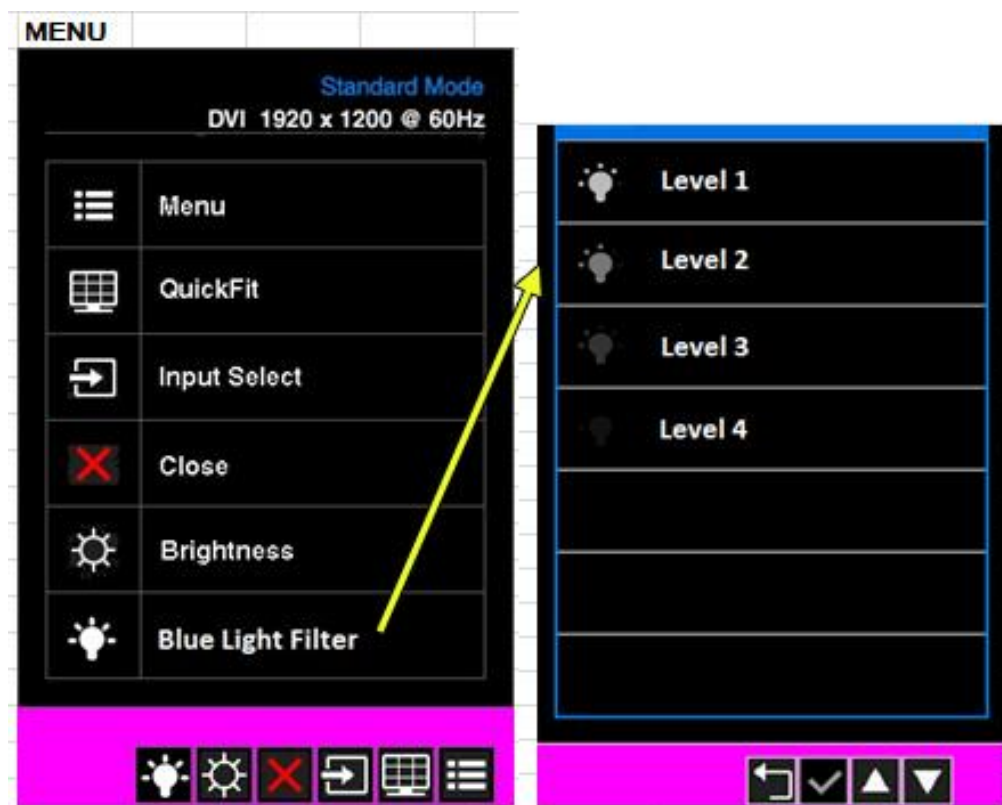 MENU
Standard Mode
DVI 1920 x 1200 @ 60Hz
Menu
QuickFit
Input Select
Close
Brightness
Blue Light Filter
Level 1
Level 2
Level 3
Level 4